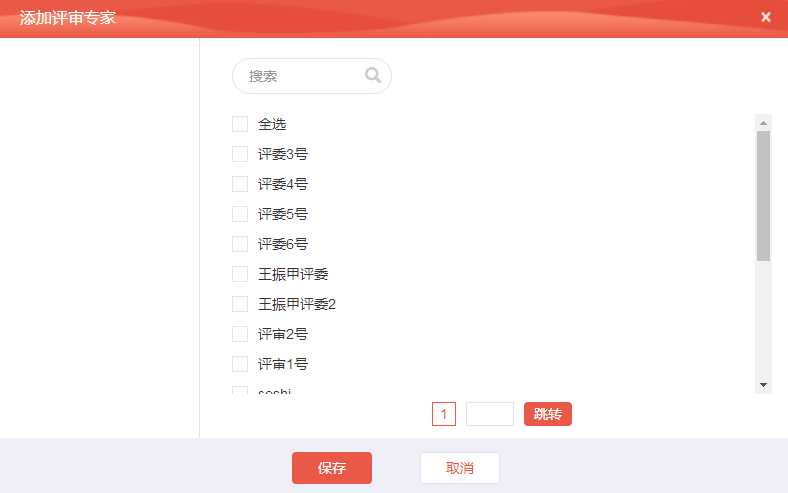 添加评审专家
×
搜索
全选
评委3号
评委4号
评委5号
评委6号
王振甲评委
王振甲评委2
评审2号
评审1号
1
跳转
保存
取消